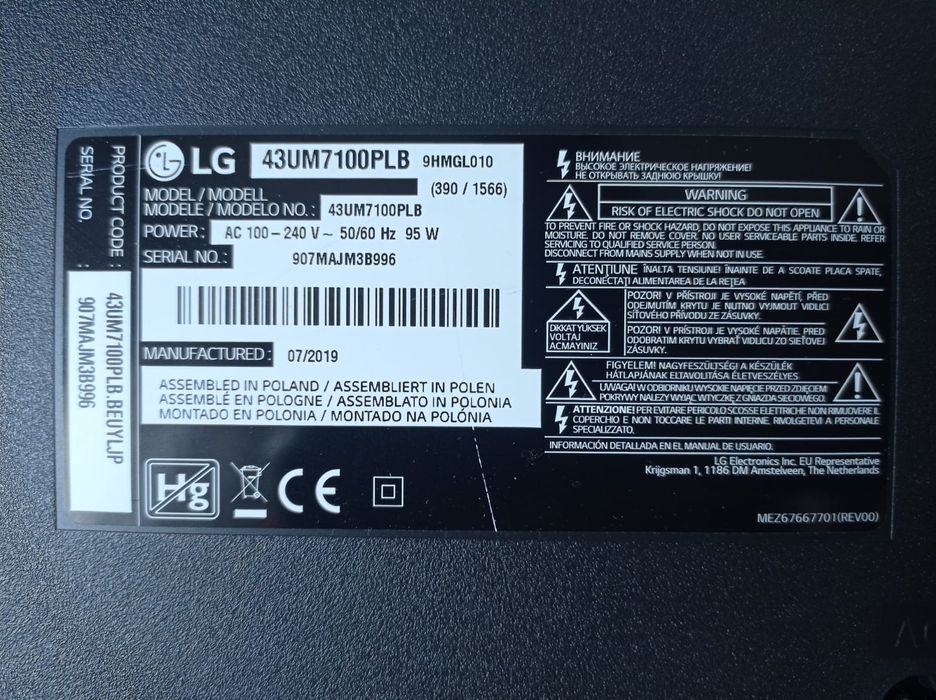 PRODUCT CODE : 43UM7100PLB.BEUYLJP
SERIAL NO. : 907MAJM3B996
LG 43UM7100PLB 9HMGL010
(390 / 1566)
MODEL / MODELL
MODÈLE / MODELO NO. : 43UM7100PLB
POWER : AC 100 – 240 V ~ 50/60 Hz 95 W
SERIAL NO. : 907MAJM3B996
MANUFACTURED : 07/2019
ASSEMBLED IN POLAND / ASSEMBLIERT IN POLEN
ASSEMBLÉ EN POLOGNE / ASSEMBLATO IN POLONIA
MONTADO EN POLONIA / MONTADO NA POLÓNIA
Hg
CE
ВНИМАНИЕ
ВЫСОКОЕ ЭЛЕКТРИЧЕСКОЕ НАПРЯЖЕНИЕ!
НЕ ОТКРЫВАТЬ ЗАДНЮЮ КРЫШКУ!
WARNING
RISK OF ELECTRIC SHOCK DO NOT OPEN
TO PREVENT FIRE OR SHOCK HAZARD, DO NOT EXPOSE THIS APPLIANCE TO RAIN OR
MOISTURE. DO NOT REMOVE COVER. NO USER SERVICEABLE PARTS INSIDE. REFER
SERVICING TO QUALIFIED SERVICE PERSON.
DISCONNECT FROM MAINS SUPPLY WHEN NOT IN USE.
ATENȚIUNE ÎNALTA TENSIUNE! ÎNAINTE DE A SCOATE PLACA SPATE,
DECONECTAȚI ALIMENTAREA DE LA REȚEA
DİKKAT YÜKSEK
VOLTAJ
AÇMAYINIZ
POZOR! V PŘÍSTROJI JE VYSOKÉ NAPĚTÍ, PŘED
ODEJMUTÍM KRYTU JE NUTNO VYJMOUT VIDLICI
SÍŤOVÉHO PŘÍVODU ZE ZÁSUVKY.
POZOR! V PRÍSTROJI JE VYSOKÉ NAPÄTIE. PRED
ODOBRATÍM KRYTU VYBRAŤ VIDLICU ZO SIEŤOVEJ
ZÁSUVKY.
FIGYELEM! NAGYFESZÜLTSÉG! A KÉSZÜLÉK
HÁTLAPJÁNAK ELTAVOLÍTÁSA ÉLETVESZÉLYES.
UWAGA! W ODBIORNIKU WYSOKIE NAPIĘCIE PRZED ZDJĘCIEM
POKRYWY NALEŻY WYJĄĆ WTYCZKĘ Z GNIAZDA SIECIOWEGO.
ATTENZIONE! PER EVITARE PERICOLO SCOSSE ELETTRICHE NON RIMUOVERE IL
COPERCHIO E NON TOCCARE LE PARTI INTERNE. RIVOLGETEVI A PERSONALE
SPECIALIZZATO.
INFORMACIÓN DETALLADA EN EL MANUAL DE USUARIO.
LG Electronics Inc. EU Representative
Krijgsman 1, 1186 DM Amstelveen, The Netherlands
MEZ67667701(REV00)